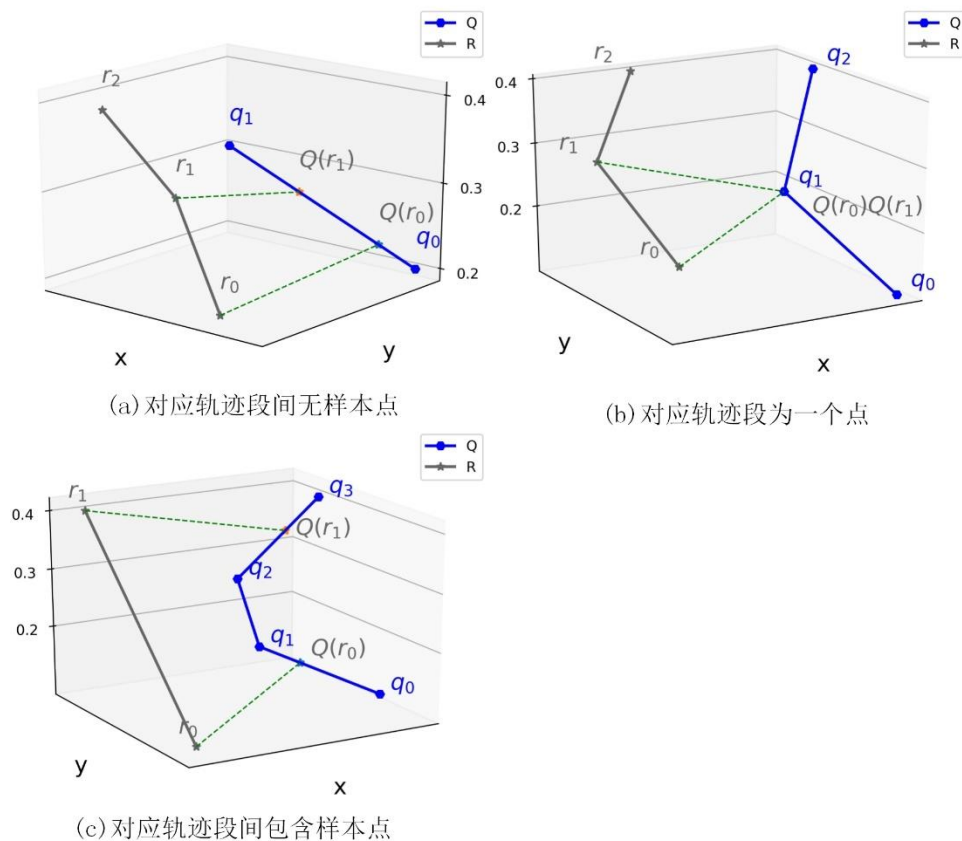 Q
R
r₂
q₁
r₁
Q(r₁)
Q(r₀)
q₀
r₀
0.4
0.3
0.2
x
y
(a)对应轨迹段间无样本点
Q
R
0.4
r₂
q₂
0.3
r₁
q₁
0.2
Q(r₀)Q(r₁)
r₀
q₀
y
x
(b)对应轨迹段为一个点
Q
R
r₁
q₃
0.4
Q(r₁)
0.3
q₂
0.2
q₁
Q(r₀)
q₀
r₀
y
x
(c)对应轨迹段间包含样本点